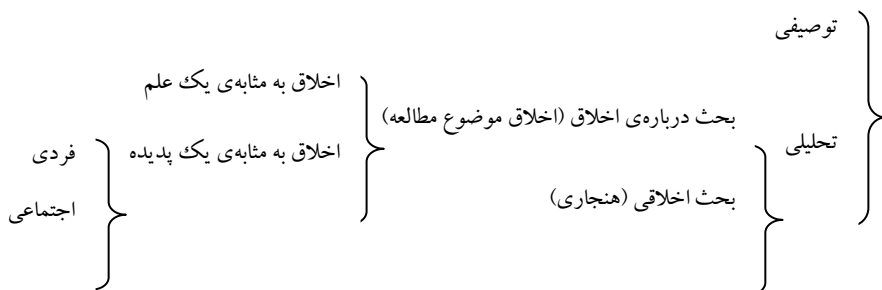 توصیفی
تحلیلی
بحث درباره‌ی اخلاق (اخلاق موضوع مطالعه)
بحث اخلاقی (هنجاری)
اخلاق به مثابه‌ی یک علم
اخلاق به مثابه‌ی یک پدیده
فردی
اجتماعی